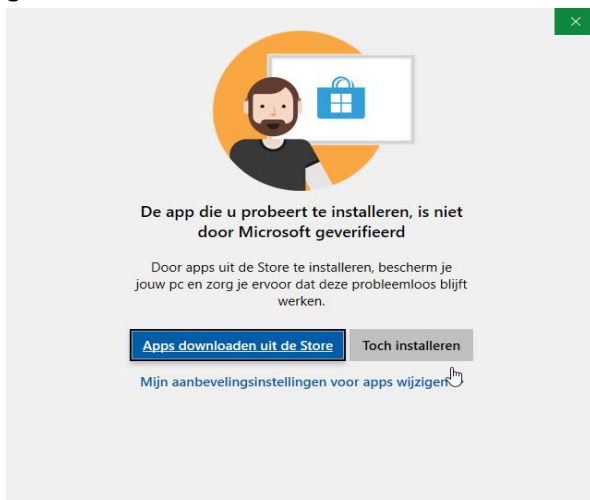 De app die u probeert te installeren, is niet
door Microsoft geverifieerd
Door apps uit de Store te installeren, bescherm je
jouw pc en zorg je ervoor dat deze probleemloos blijft
werken.
Apps downloaden uit de Store
Toch installeren
Mijn aanbevelingsinstellingen voor apps wijzigen